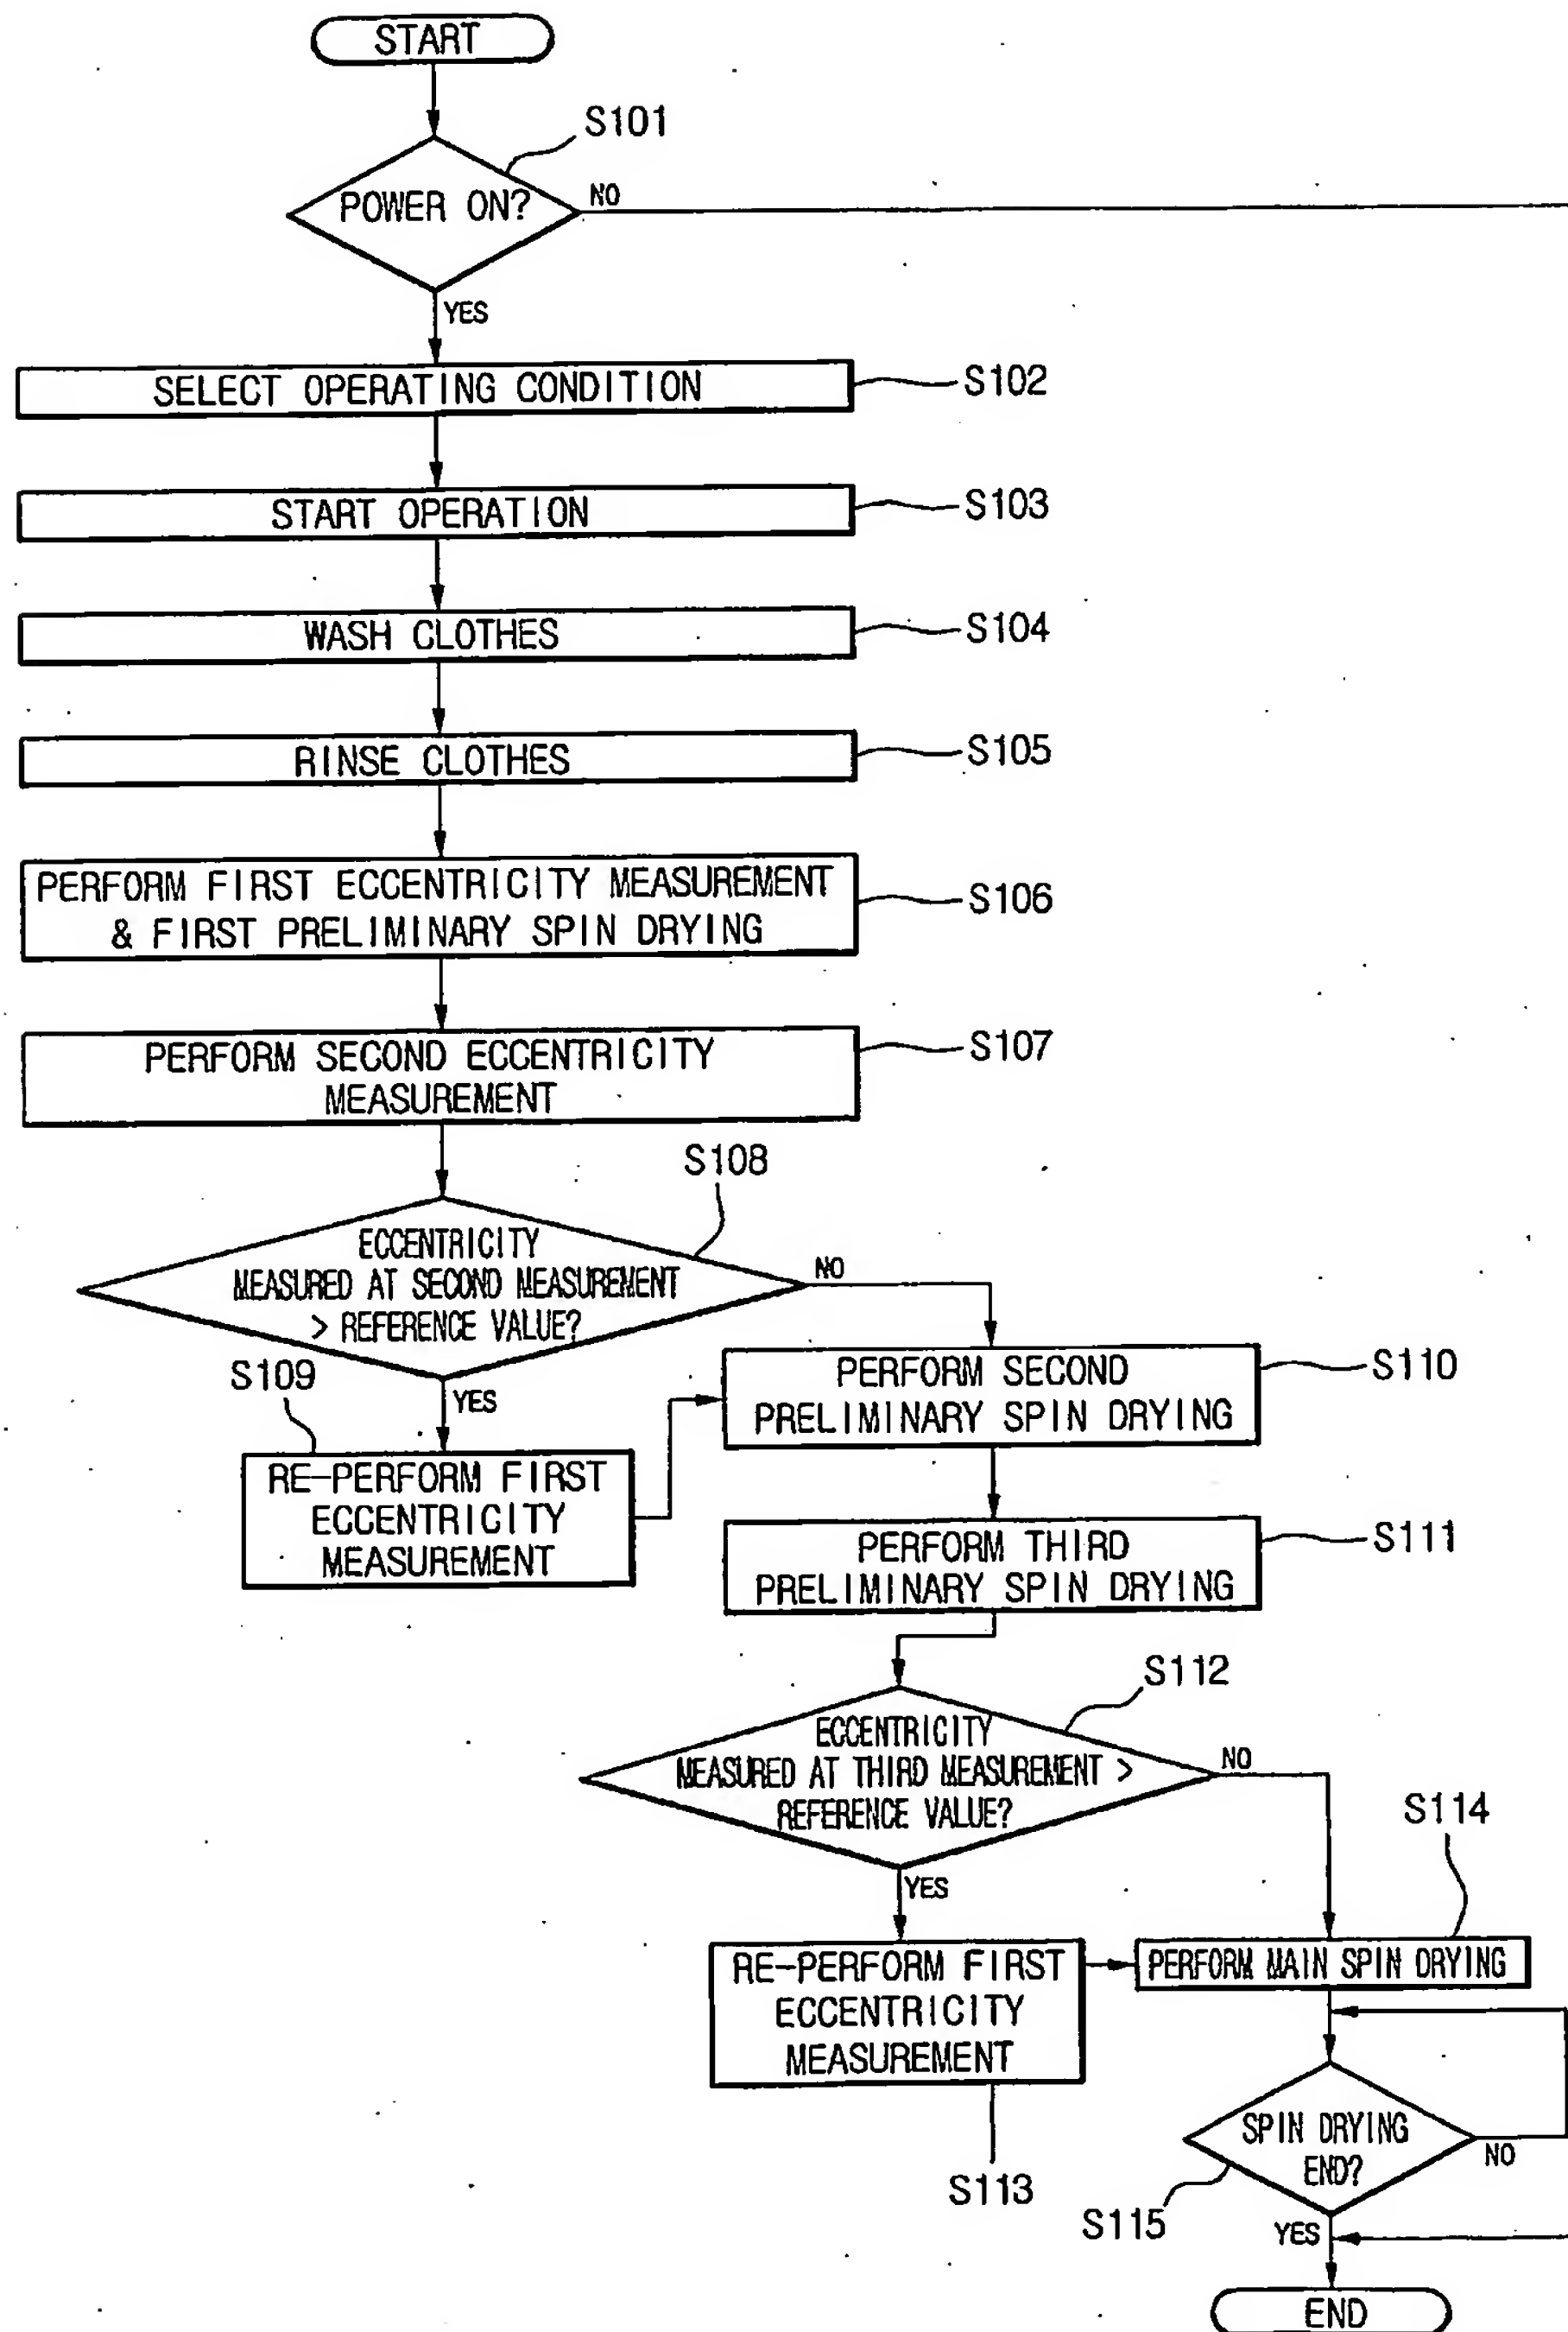 START
S101
POWER ON?
NO
YES
SELECT OPERATING CONDITION
S102
START OPERATION
S103
WASH CLOTHES
S104
RINSE CLOTHES
S105
PERFORM FIRST ECCENTRICITY MEASUREMENT
& FIRST PRELIMINARY SPIN DRYING
S106
PERFORM SECOND ECCENTRICITY
MEASUREMENT
S107
S108
ECCENTRICITY
MEASURED AT SECOND MEASUREMENT
> REFERENCE VALUE?
NO
YES
S109
RE-PERFORM FIRST
ECCENTRICITY
MEASUREMENT
PERFORM SECOND
PRELIMINARY SPIN DRYING
S110
PERFORM THIRD
PRELIMINARY SPIN DRYING
S111
S112
ECCENTRICITY
MEASURED AT THIRD MEASUREMENT >
REFERENCE VALUE?
NO
YES
S114
RE-PERFORM FIRST
ECCENTRICITY
MEASUREMENT
S113
PERFORM MAIN SPIN DRYING
SPIN DRYING
END?
NO
S115
YES
END